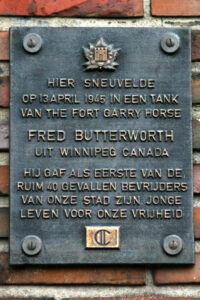 HIER SNEUVELDE
OP 13 APRIL 1945 IN EEN TANK
VAN THE FORT GARRY HORSE
FRED BUTTERWORTH
UIT WINNIPEG CANADA
HIJ GAF ALS EERSTE VAN DE
RUIM 40 GEVALLEN BEVRIJDERS
VAN ONZE STAD ZIJN JONGE
LEVEN VOOR ONZE VRIJHEID